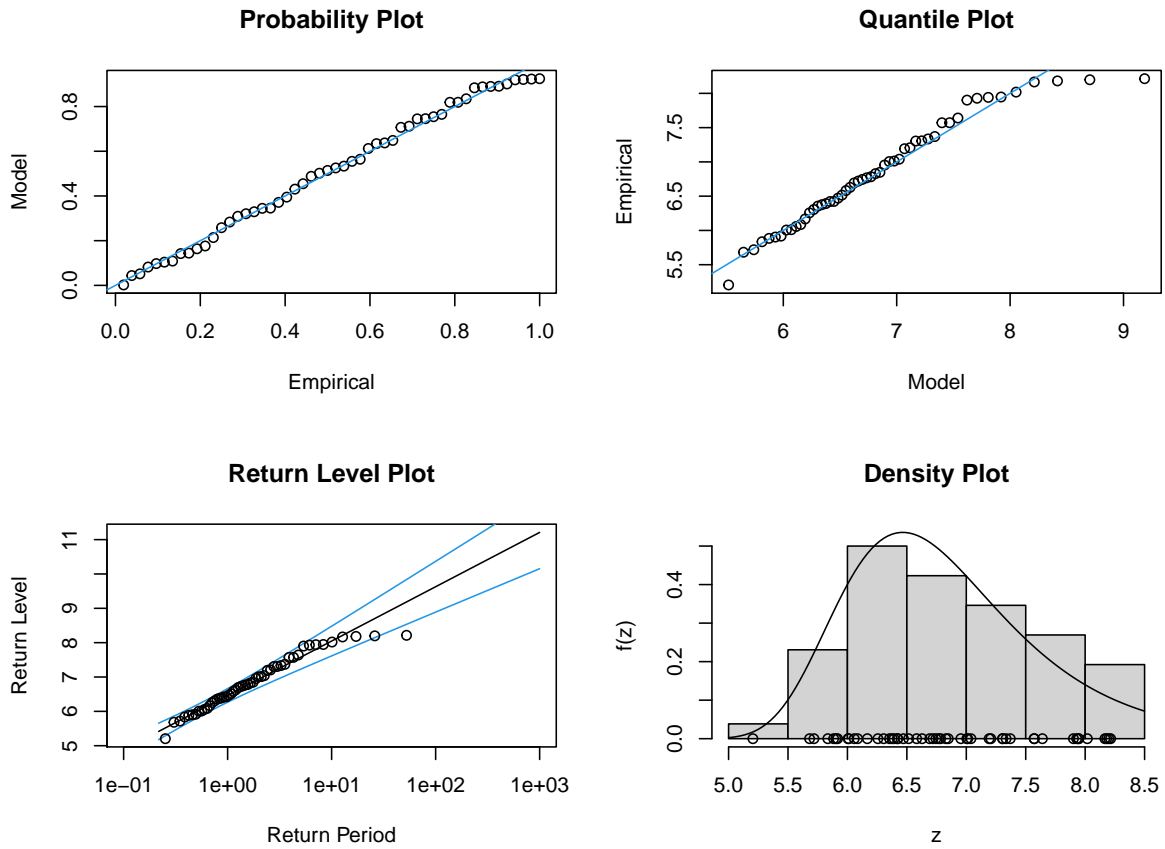 Probability Plot
Model
0.0 0.4 0.8
0.0 0.2 0.4 0.6 0.8 1.0
Empirical
Quantile Plot
Empirical
5.5 6.5 7.5
6 7 8 9
Model
Return Level Plot
Return Level
5 6 7 8 9 11
1e−01 1e+00 1e+01 1e+02 1e+03
Return Period
Density Plot
f(z)
0.0 0.2 0.4
5.0 5.5 6.0 6.5 7.0 7.5 8.0 8.5
z